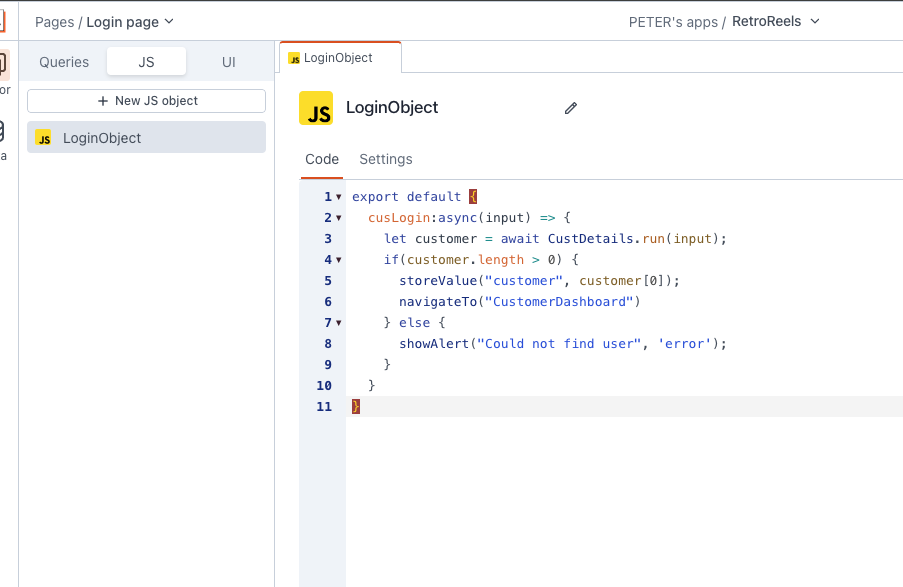 Pages / Login page
PETER's apps / RetroReels
Queries
JS
UI
+ New JS object
JS LoginObject
JS LoginObject
JS LoginObject
Code
Settings
1 export default {
2   cusLogin:async(input) => {
3     let customer = await CustDetails.run(input);
4     if(customer.length > 0) {
5       storeValue("customer", customer[0]);
6       navigateTo("CustomerDashboard")
7     } else {
8       showAlert("Could not find user", 'error');
9     }
10   }
11 }
or
a